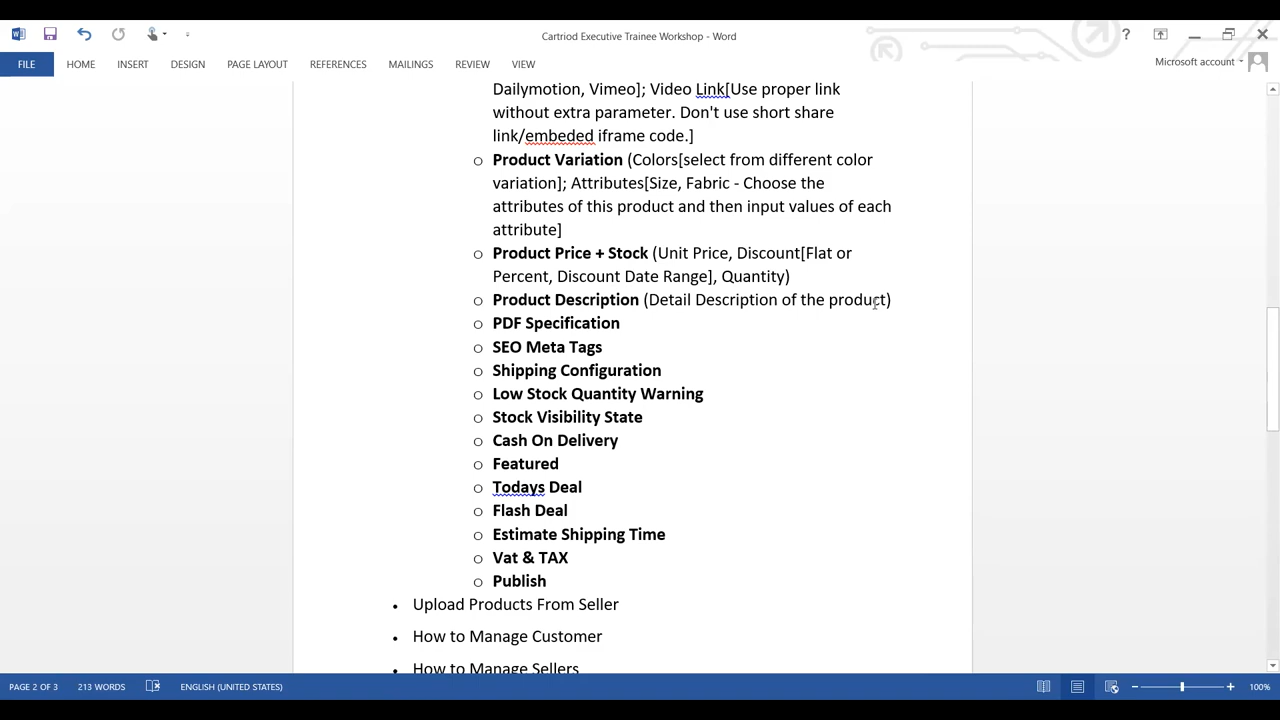 Cartriod Executive Trainee Workshop - Word
?
FILE HOME INSERT DESIGN PAGE LAYOUT REFERENCES MAILINGS REVIEW VIEW Microsoft account
Dailymotion, Vimeo]; Video Link[Use proper link
without extra parameter. Don't use short share
link/embeded iframe code.]
o Product Variation (Colors[select from different color
variation]; Attributes[Size, Fabric - Choose the
attributes of this product and then input values of each
attribute]
o Product Price + Stock (Unit Price, Discount[Flat or
Percent, Discount Date Range], Quantity)
o Product Description (Detail Description of the product)
o PDF Specification
o SEO Meta Tags
o Shipping Configuration
o Low Stock Quantity Warning
o Stock Visibility State
o Cash On Delivery
o Featured
o Todays Deal
o Flash Deal
o Estimate Shipping Time
o Vat & TAX
o Publish
• Upload Products From Seller
• How to Manage Customer
• How to Manage Sellers
PAGE 2 OF 3 213 WORDS ENGLISH (UNITED STATES) 100%